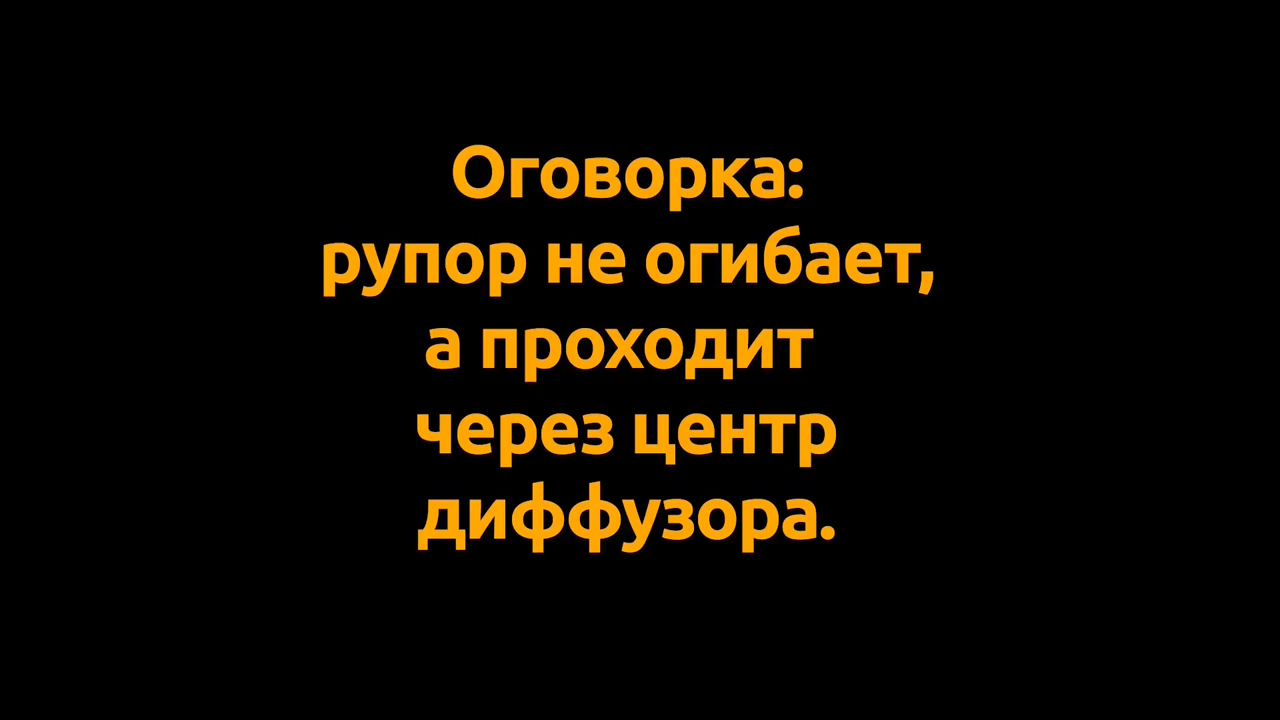 Оговорка:
рупор не огибает,
а проходит
через центр
диффузора.